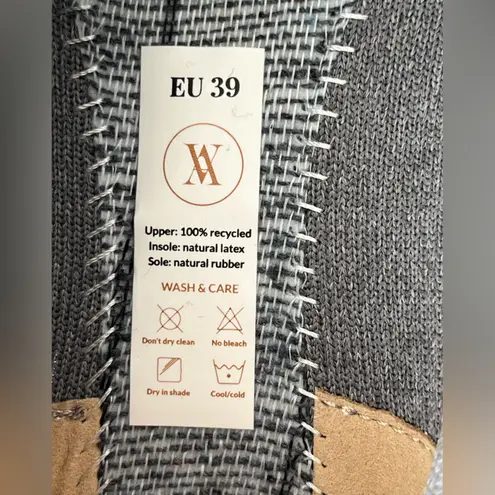 EU 39
VA
Upper: 100% recycled
Insole: natural latex
Sole: natural rubber
WASH & CARE
Don't dry clean No bleach
Dry in shade Cool/cold